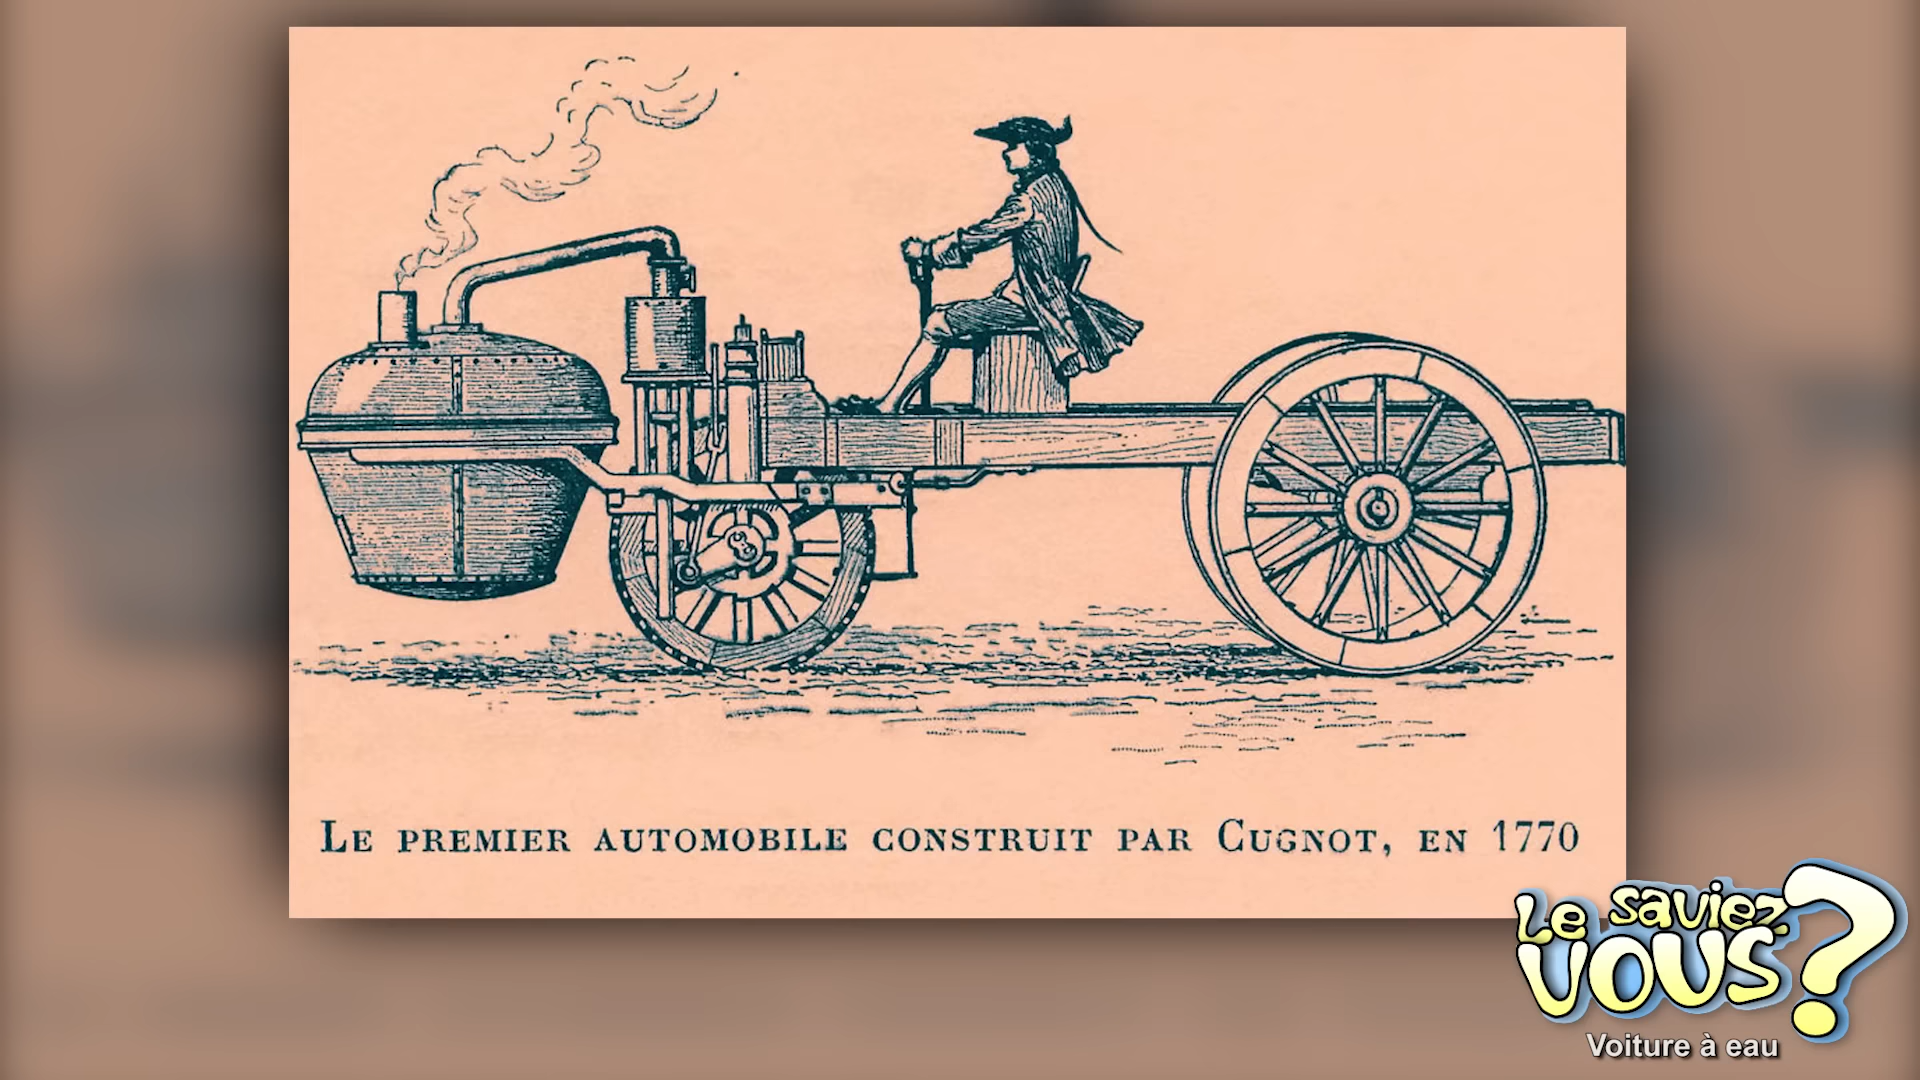 Le premier automobile construit par Cugnot, en 1770
Le saviez
vous ?
Voiture à eau